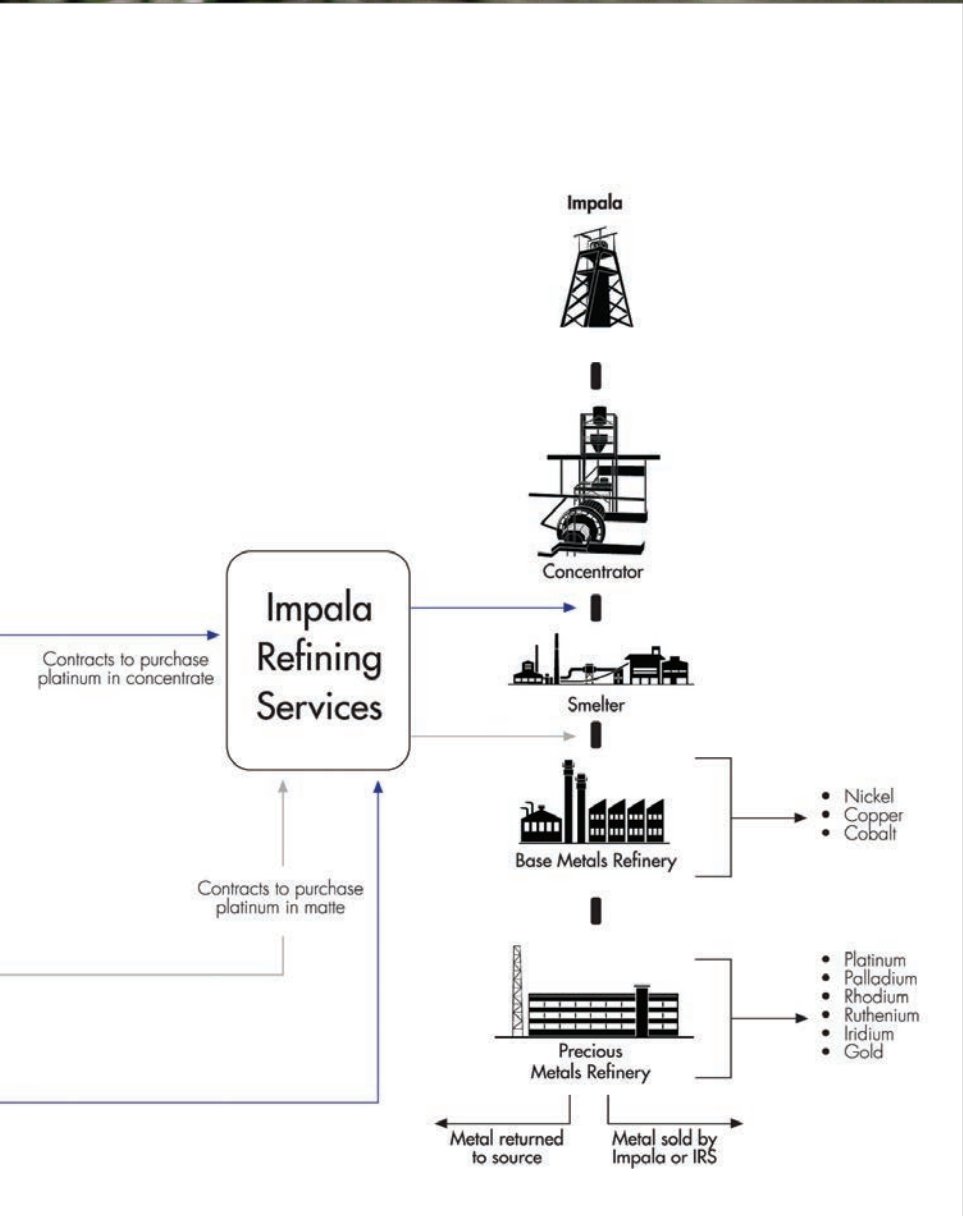 Impala
Concentrator
Impala
Refining
Services
Contracts to purchase
platinum in concentrate
Smelter
• Nickel
• Copper
• Cobalt
Base Metals Refinery
Contracts to purchase
platinum in matte
• Platinum
• Palladium
• Rhodium
• Ruthenium
• Iridium
• Gold
Precious
Metals Refinery
Metal returned
to source
Metal sold by
Impala or IRS